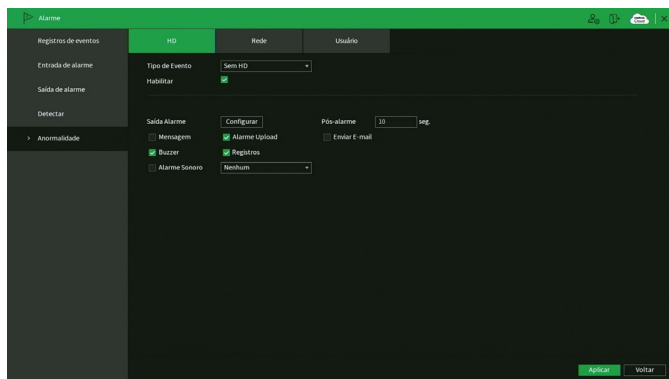 Alarme
Registros de eventos
Entrada de alarme
Saída de alarme
Detectar
> Anormalidade
HD Rede Usuário
Tipo de Evento Sem HD
Habilitar
Saída Alarme Configurar Pós-alarme 10 seg.
Mensagem Alarme Upload Enviar E-mail
Buzzer Registros
Alarme Sonoro Nenhum
Aplicar Voltar